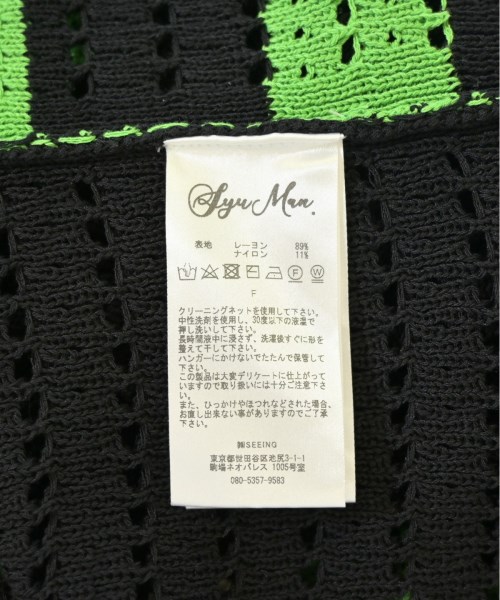 Syu Man.
表地 レーヨン 89%
ナイロン 11%
F W
F
クリーニングネットを使用して下さい。
中性洗剤を使用し、30度以下の液温で
押し洗いして下さい。
長時間液中に浸さず、洗濯後すぐに形を
整えて干して下さい。
ハンガーにかけないでたたんで保管して
下さい。
この製品は大変デリケートに仕上がって
いますので取り扱いには十分ご注意下さ
い。
また、ひっかけやほつれなどされた場合、
お直し出来ない事がありますのでご了承
下さい。
㈱SEEING
東京都世田谷区池尻3-1-1
駒場ネオパレス 1005号室
080-5357-9583